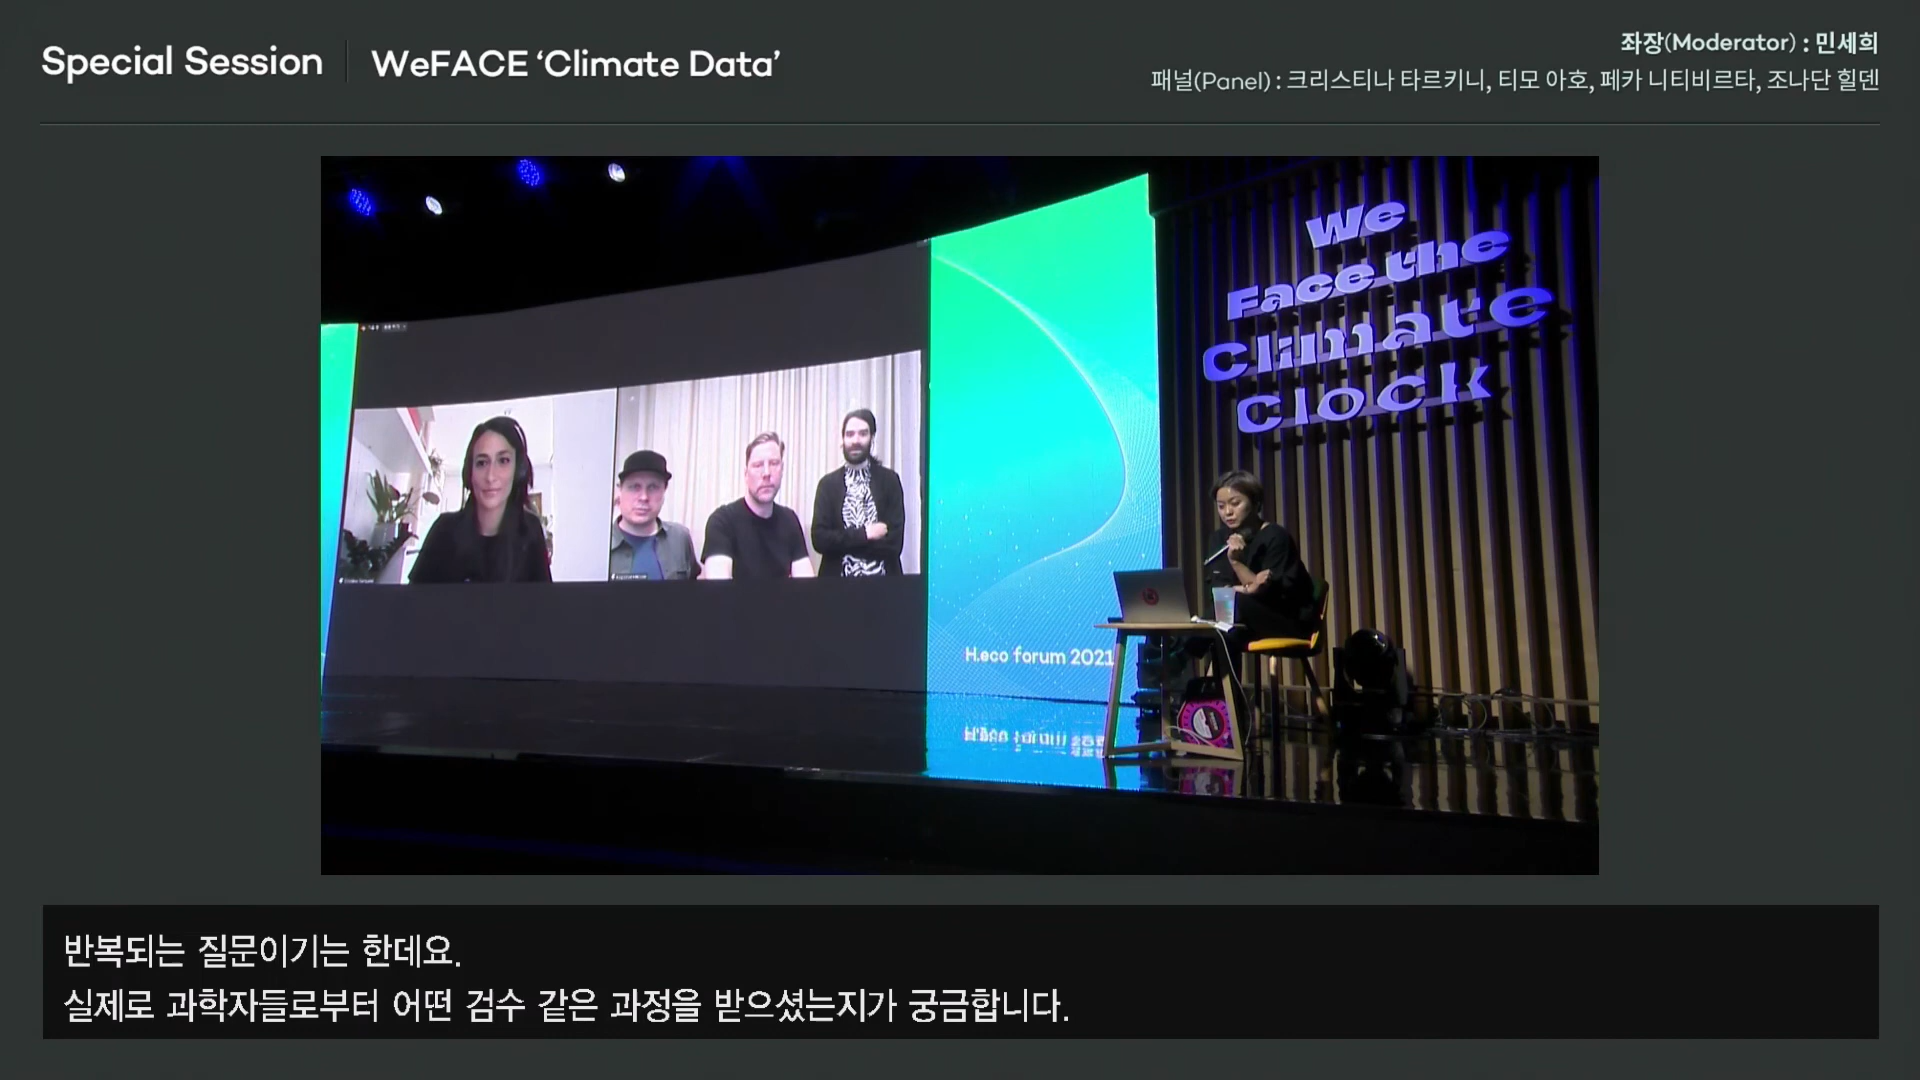 Special Session
WeFACE ‘Climate Data’
좌장(Moderator) : 민세희
패널(Panel) : 크리스티나 타르키니, 티모 아호, 페카 니티비르타, 조나단 힐덴
We
Face the
Climate
Clock
H.eco forum 2021
반복되는 질문이기는 한데요.
실제로 과학자들로부터 어떤 검수 같은 과정을 받으셨는지가 궁금합니다.